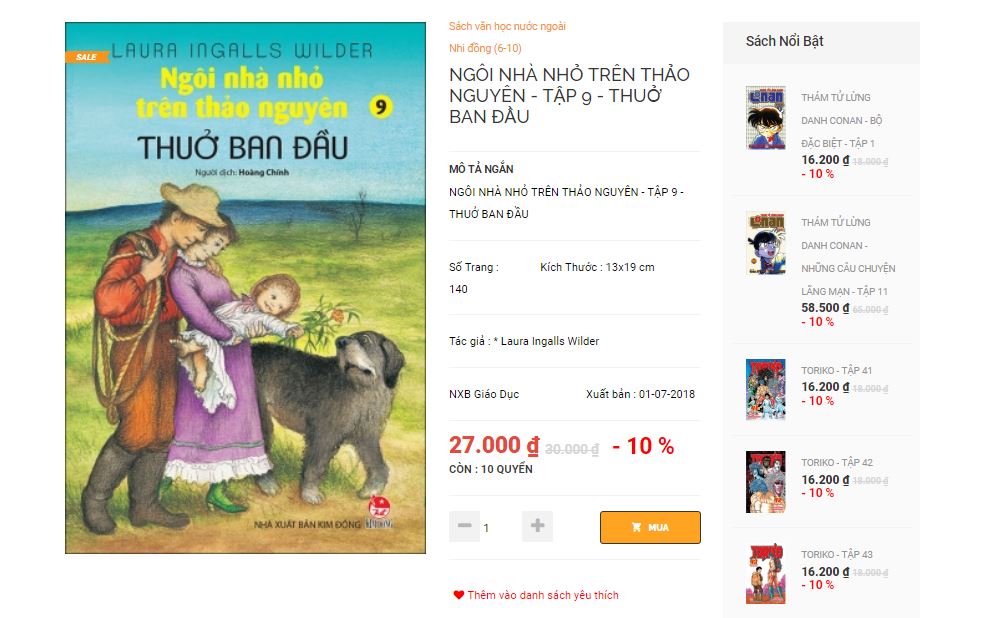 SALE
LAURA INGALLS WILDER
Ngôi nhà nhỏ
trên thảo nguyên
9
THUỞ BAN ĐẦU
Người dịch: Hoàng Chính
NHÀ XUẤT BẢN KIM ĐỒNG
Sách văn học nước ngoài
Nhi đồng (6-10)
NGÔI NHÀ NHỎ TRÊN THẢO
NGUYÊN - TẬP 9 - THUỞ
BAN ĐẦU
MÔ TẢ NGẮN
NGÔI NHÀ NHỎ TRÊN THẢO NGUYÊN - TẬP 9 -
THUỞ BAN ĐẦU
Số Trang :
140
Kích Thước : 13x19 cm
Tác giả : * Laura Ingalls Wilder
NXB Giáo Dục
Xuất bản : 01-07-2018
27.000 ₫ 30.000 ₫ - 10 %
CÒN : 10 QUYỂN
1
MUA
Thêm vào danh sách yêu thích
Sách Nổi Bật
THÁM TỬ LỪNG
DANH CONAN - BỘ
ĐẶC BIỆT - TẬP 1
16.200 ₫ 18.000 ₫
- 10 %
THÁM TỬ LỪNG
DANH CONAN -
NHỮNG CÂU CHUYỆN
LÃNG MẠN - TẬP 11
58.500 ₫ 65.000 ₫
- 10 %
TORIKO - TẬP 41
16.200 ₫ 18.000 ₫
- 10 %
TORIKO - TẬP 42
16.200 ₫ 18.000 ₫
- 10 %
TORIKO - TẬP 43
16.200 ₫ 18.000 ₫
- 10 %